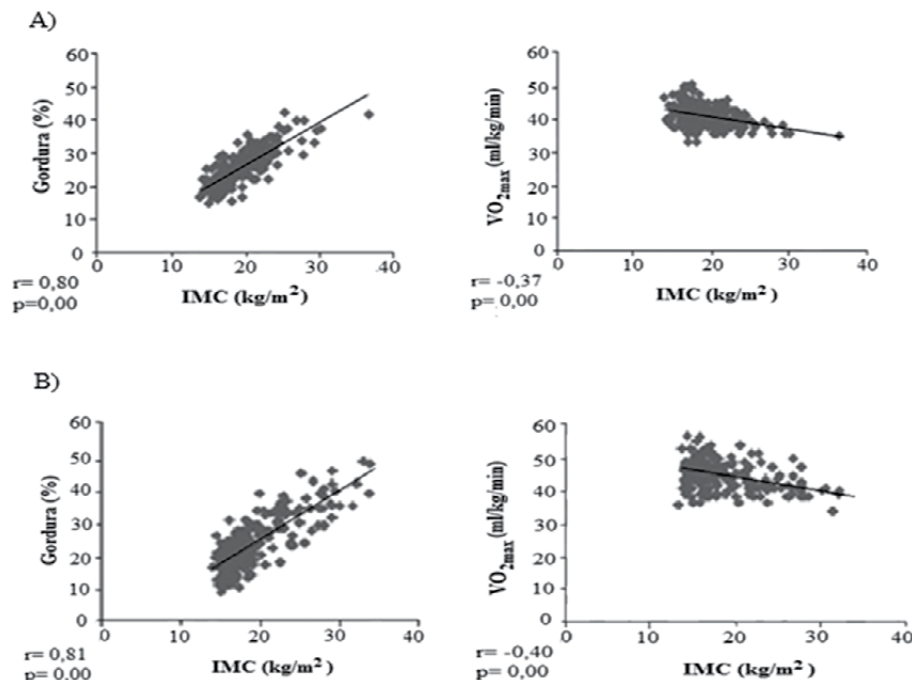 A)
Gordura (%)
60
50
40
30
20
10
0
0 10 20 30 40
r= 0,80
p=0,00
IMC (kg/m²)
VO₂max (ml/kg/min)
60
50
40
30
20
10
0
0 10 20 30 40
r= -0,37
p= 0,00
IMC (kg/m²)
B)
Gordura (%)
60
50
40
30
20
10
0
0 10 20 30 40
r= 0,81
p= 0,00
IMC (kg/m²)
VO₂max (ml/kg/min)
60
50
40
30
20
10
0
0 10 20 30 40
r= -0,40
p= 0,00
IMC (kg/m²)